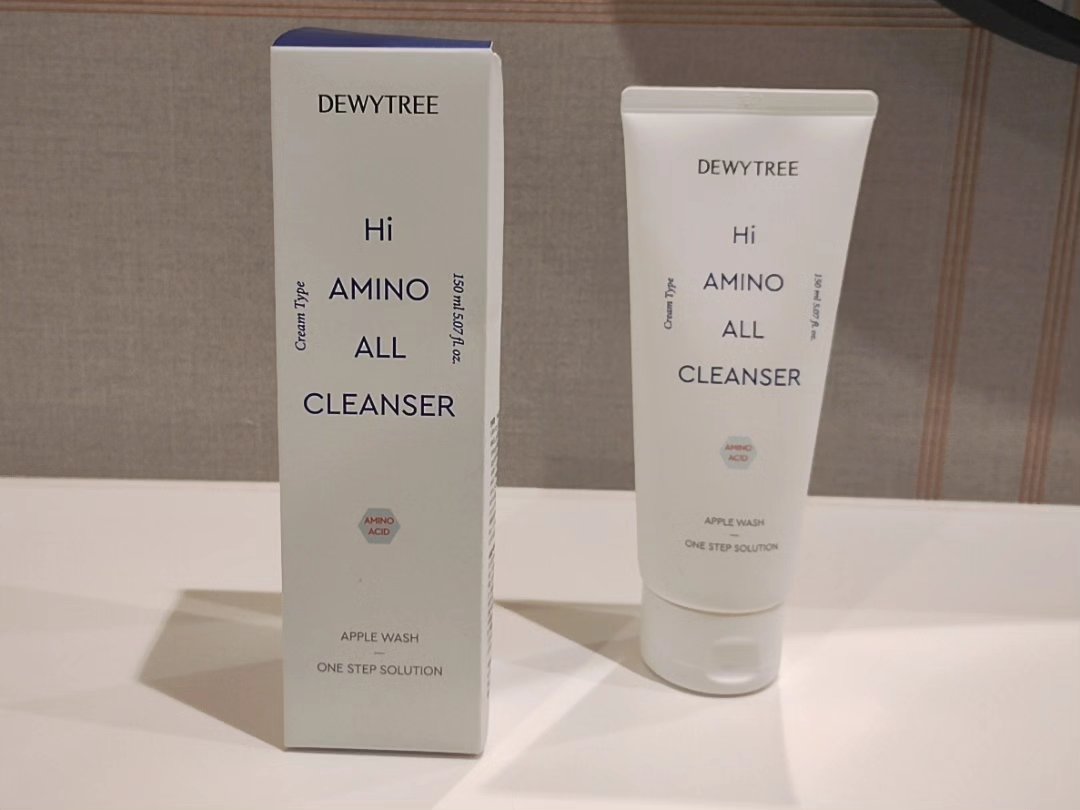 DEWYTREE
Hi
AMINO
ALL
CLEANSER
Cream Type
150 ml 5.07 fl. oz.
AMINO
ACID
APPLE WASH
ONE STEP SOLUTION
DEWYTREE
Hi
AMINO
ALL
CLEANSER
Cream Type
150 ml 5.07 fl. oz.
AMINO
ACID
APPLE WASH
ONE STEP SOLUTION